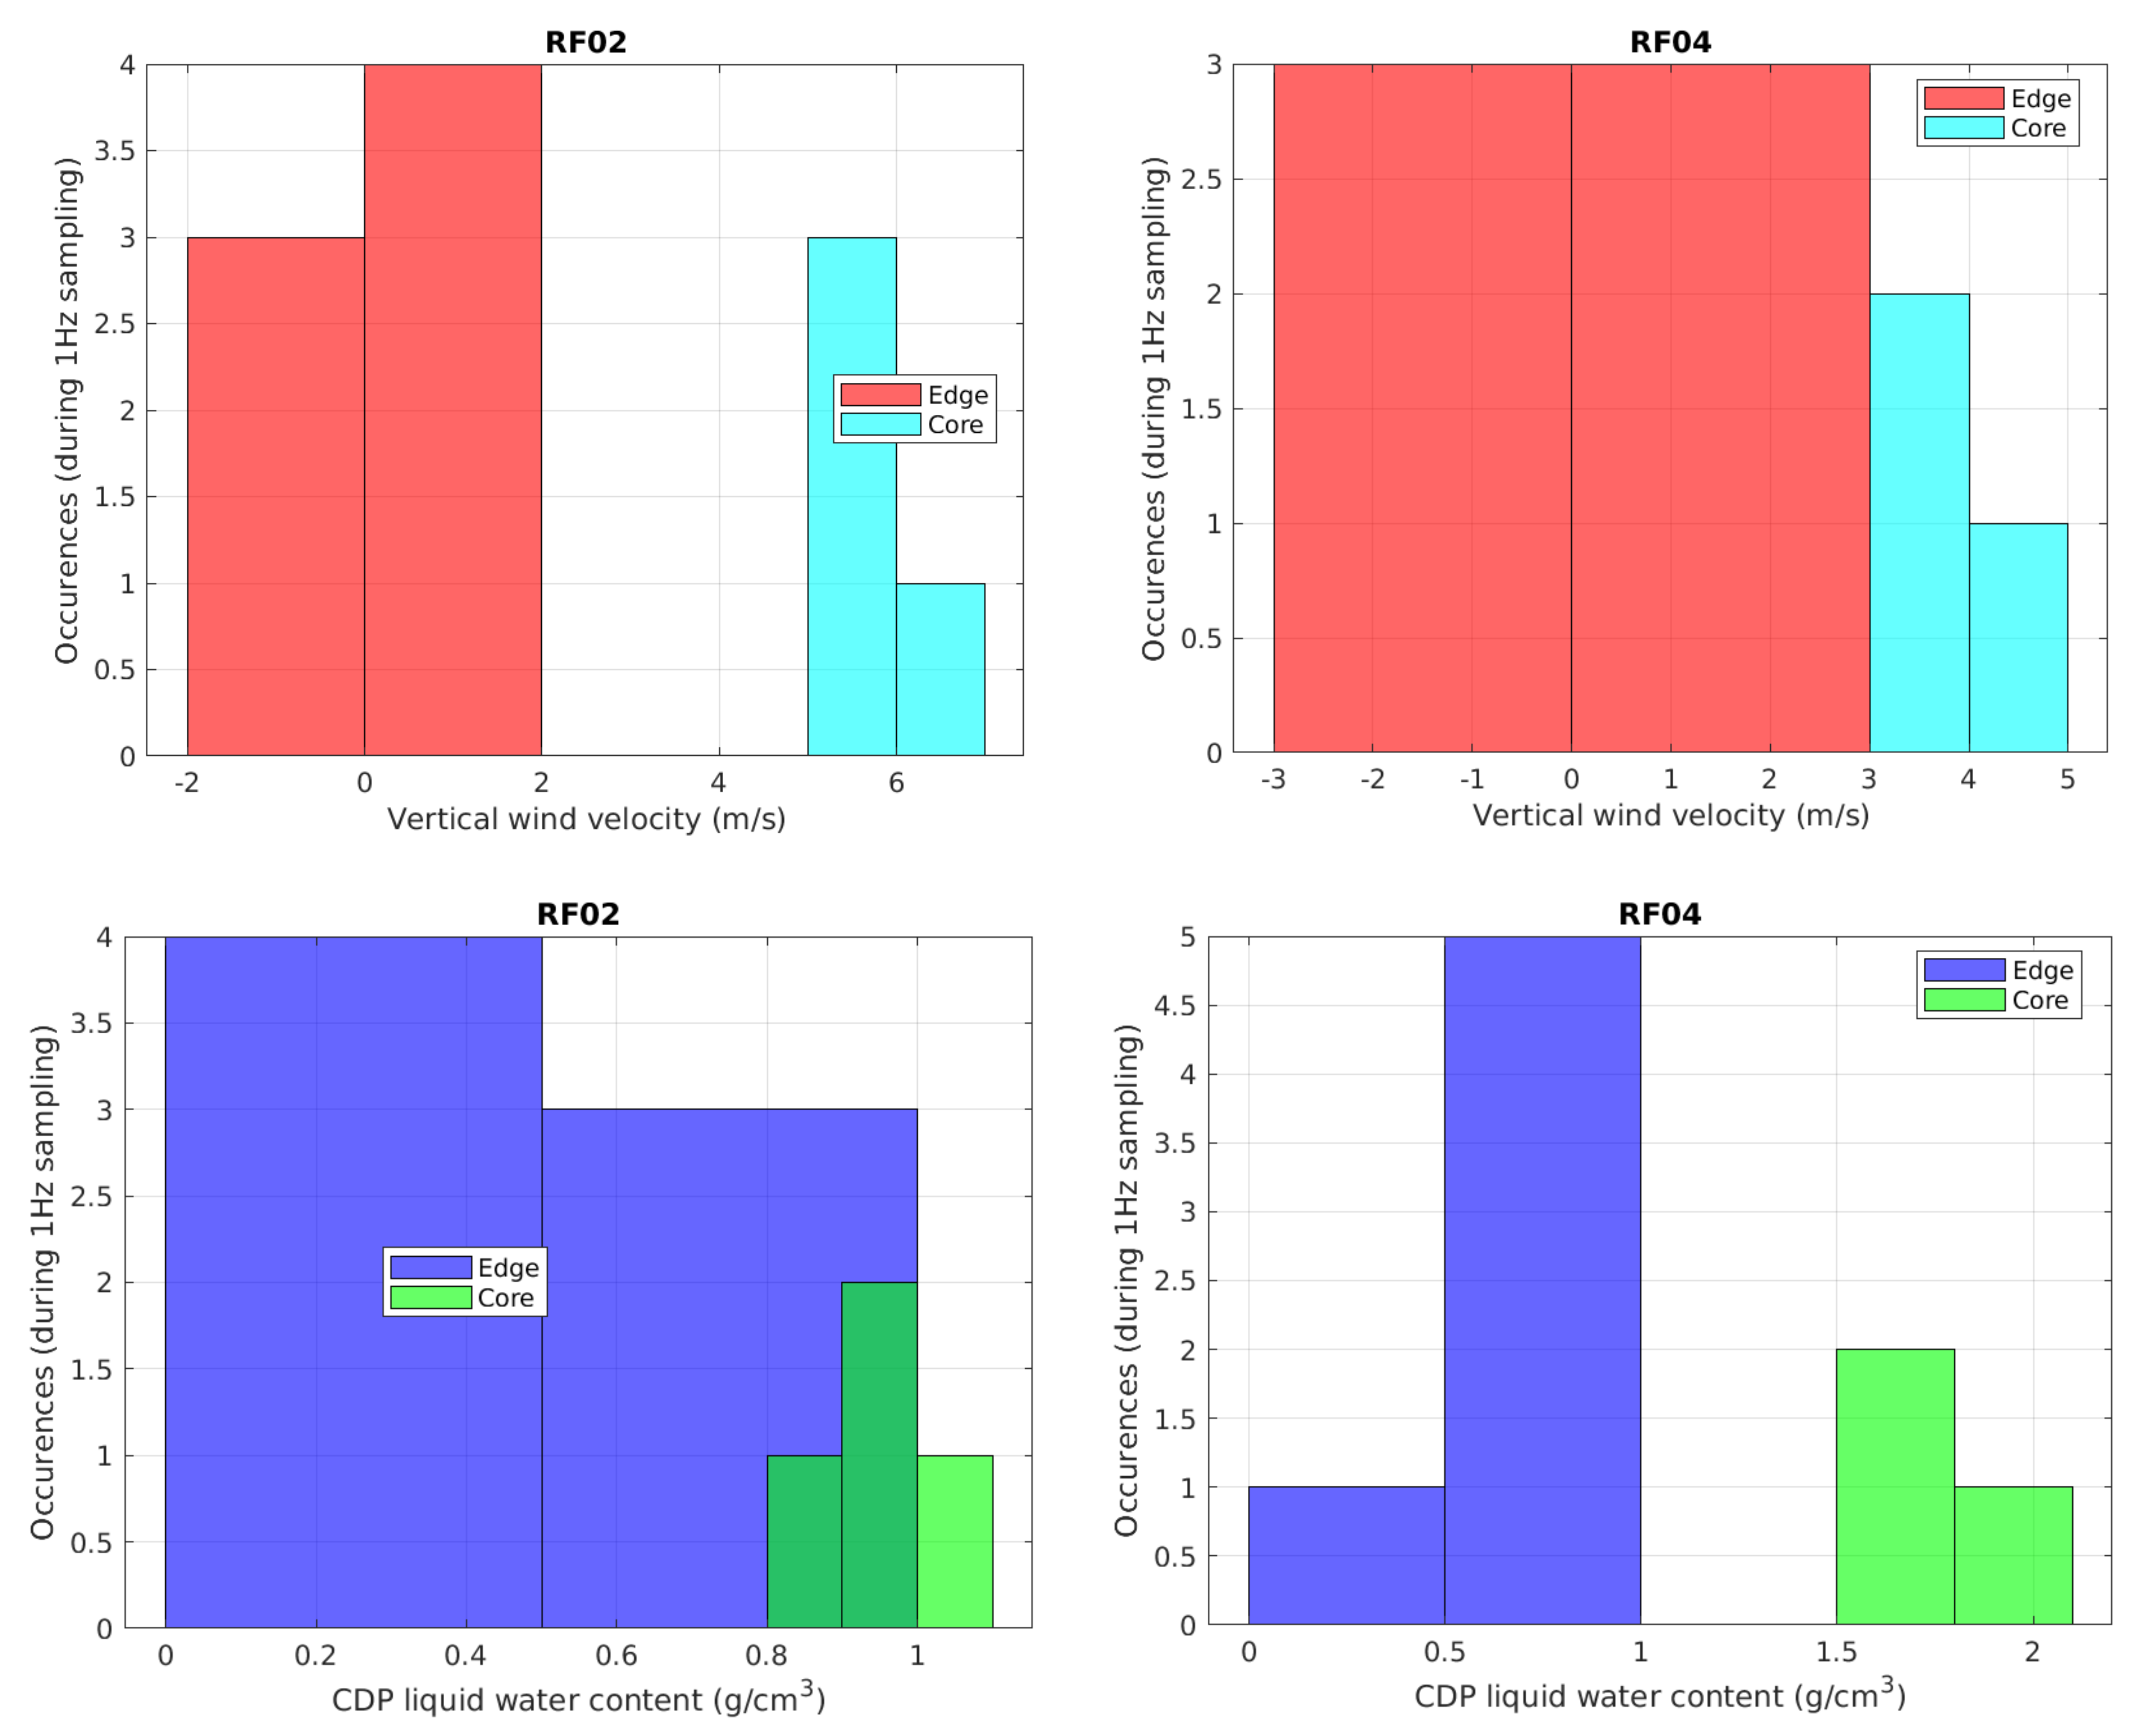 RF02
4
3.5
3
2.5
2
1.5
1
0.5
0
Occurences (during 1Hz sampling)
Edge
Core
-2 0 2 4 6
Vertical wind velocity (m/s)
RF04
3
2.5
2
1.5
1
0.5
0
Occurences (during 1Hz sampling)
Edge
Core
-3 -2 -1 0 1 2 3 4 5
Vertical wind velocity (m/s)
RF02
4
3.5
3
2.5
2
1.5
1
0.5
0
Occurences (during 1Hz sampling)
Edge
Core
0 0.2 0.4 0.6 0.8 1
CDP liquid water content (g/cm³)
RF04
5
4.5
4
3.5
3
2.5
2
1.5
1
0.5
0
Occurences (during 1Hz sampling)
Edge
Core
0 0.5 1 1.5 2
CDP liquid water content (g/cm³)